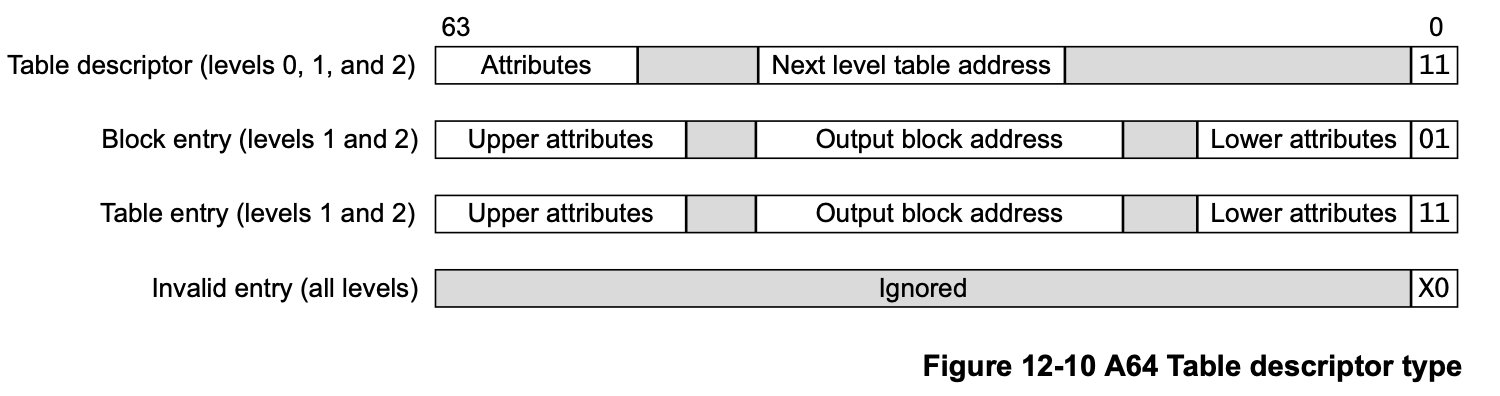 63 0
Table descriptor (levels 0, 1, and 2) Attributes Next level table address 11
Block entry (levels 1 and 2) Upper attributes Output block address Lower attributes 01
Table entry (levels 1 and 2) Upper attributes Output block address Lower attributes 11
Invalid entry (all levels) Ignored X0
Figure 12-10 A64 Table descriptor type